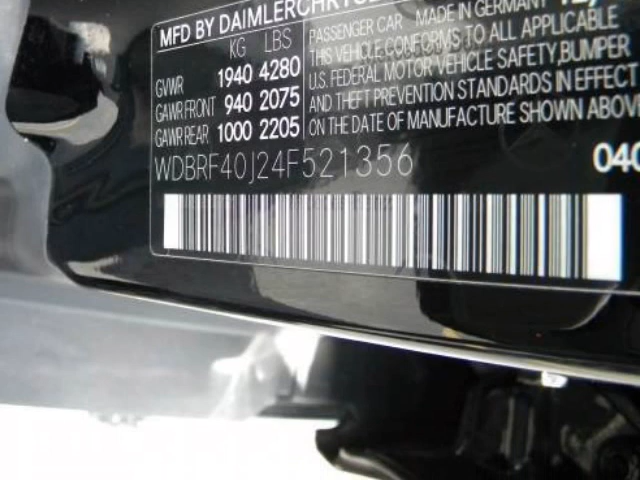 MFD BY DAIMLERCHRYSL
KG LBS
GVWR 1940 4280
GAWR FRONT 940 2075
GAWR REAR 1000 2205
PASSENGER CAR MADE IN GERMANY
THIS VEHICLE CONFORMS TO ALL APPLICABLE
U.S. FEDERAL MOTOR VEHICLE SAFETY,BUMPER
AND THEFT PREVENTION STANDARDS IN EFFECT
ON THE DATE OF MANUFACTURE SHOWN ABOV
WDBRF40J24F521356
040